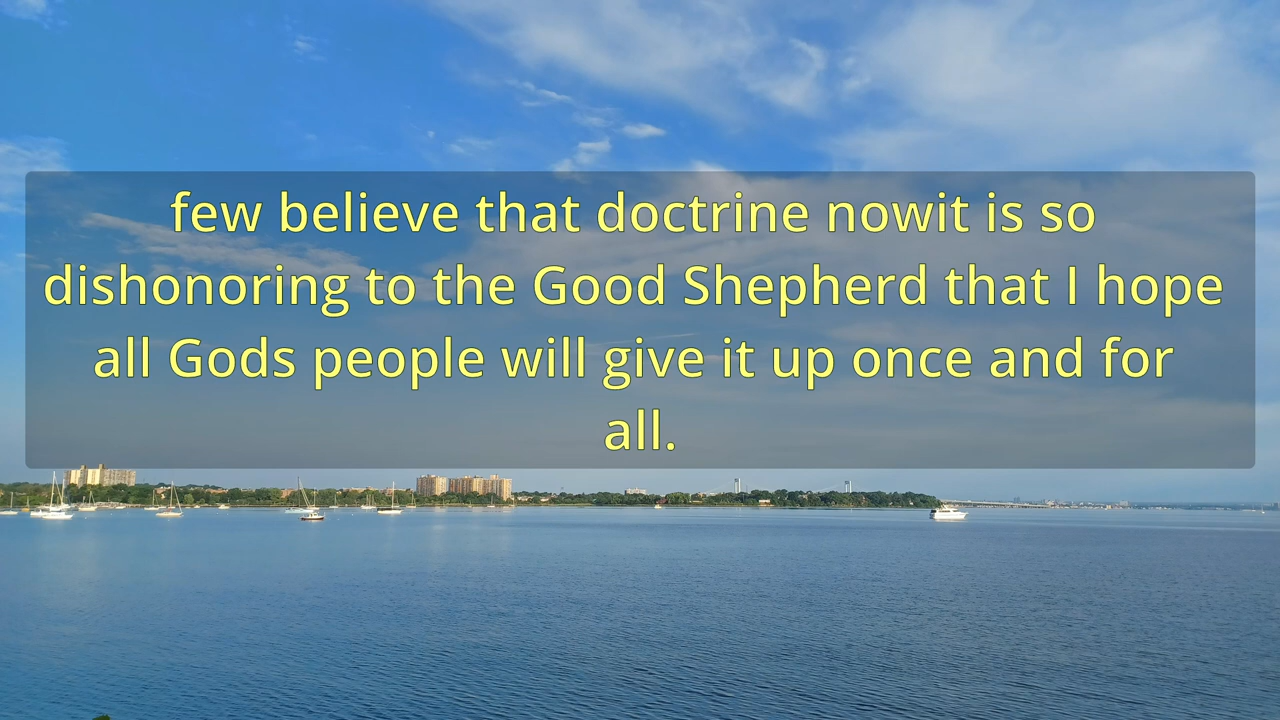 few believe that doctrine nowit is so
dishonoring to the Good Shepherd that I hope
all Gods people will give it up once and for
all.